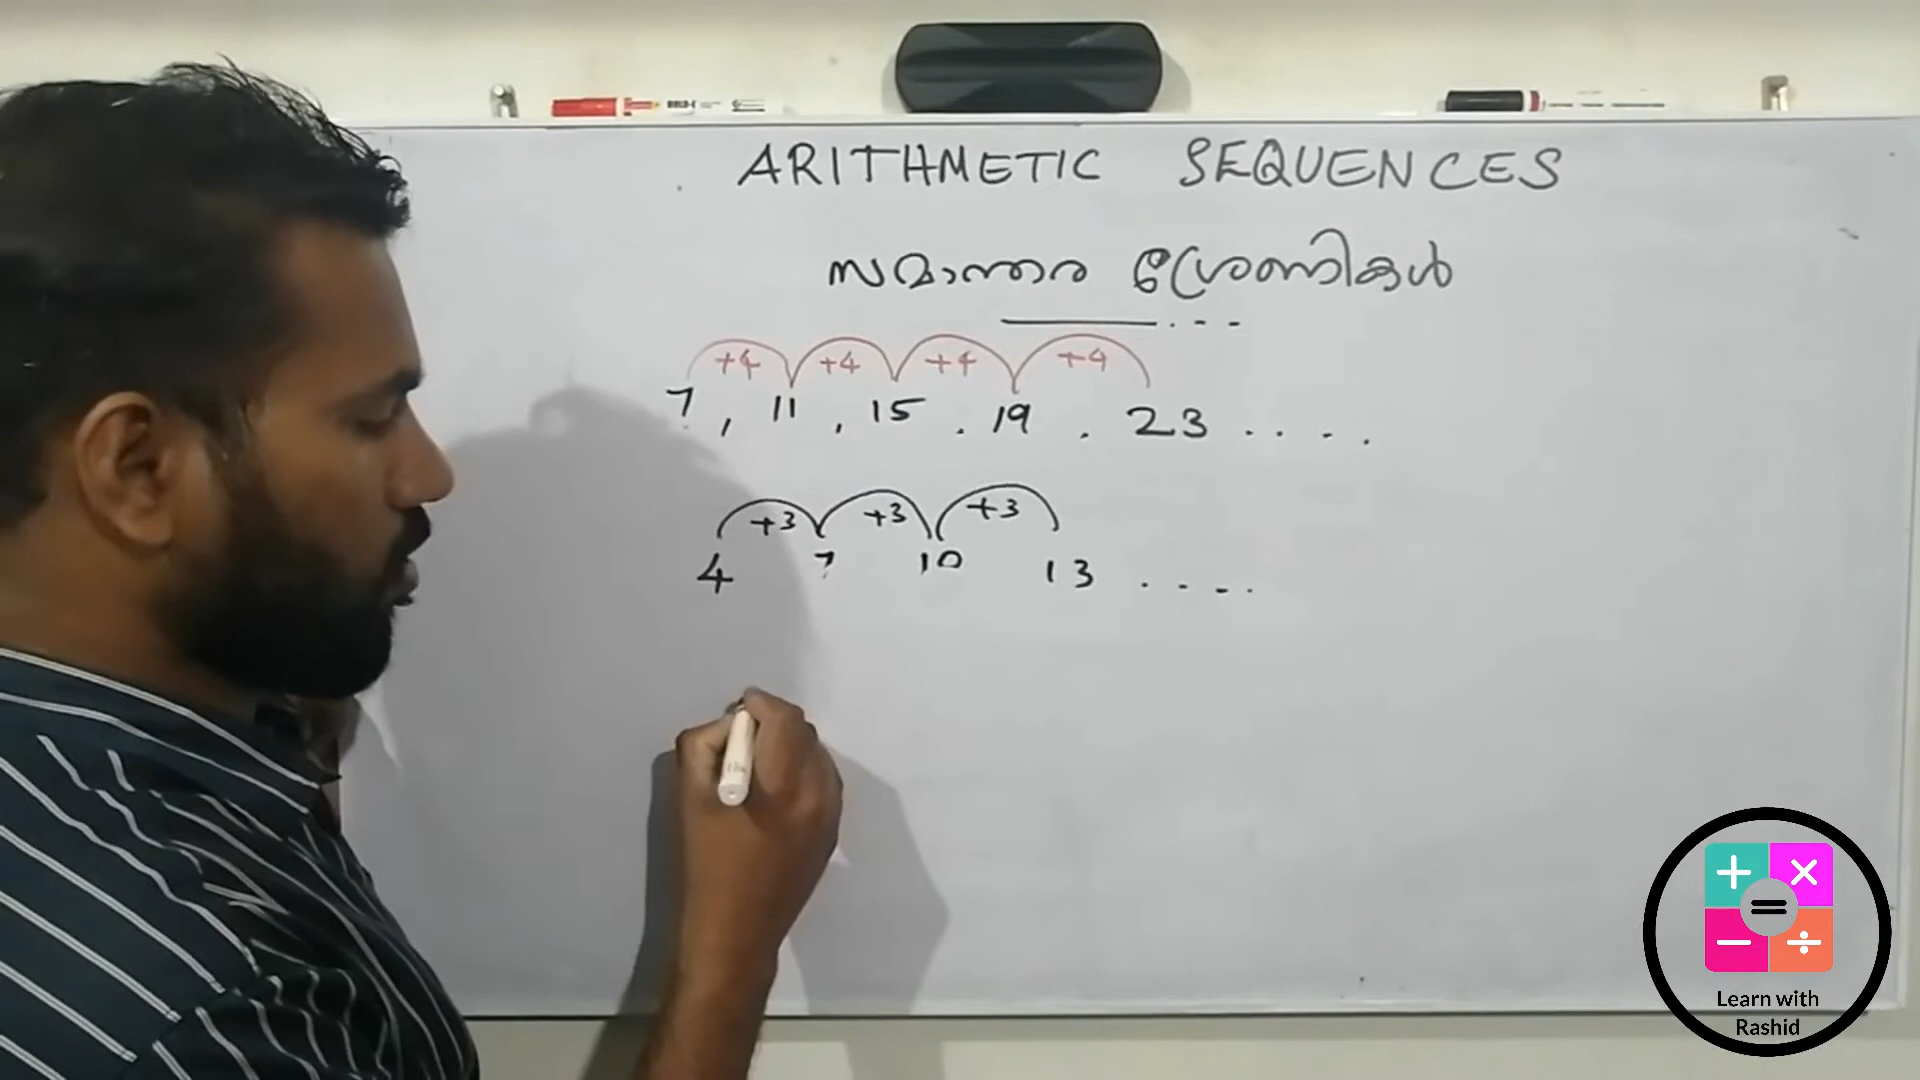 ARITHMETIC SEQUENCES
സമാന്തര ശ്രേണികൾ
+4 +4 +4 +4
7, 11, 15. 19. 23....
+3 +3 +3
4 7 10 13 ....
+ ×
=
− ÷
Learn with
Rashid